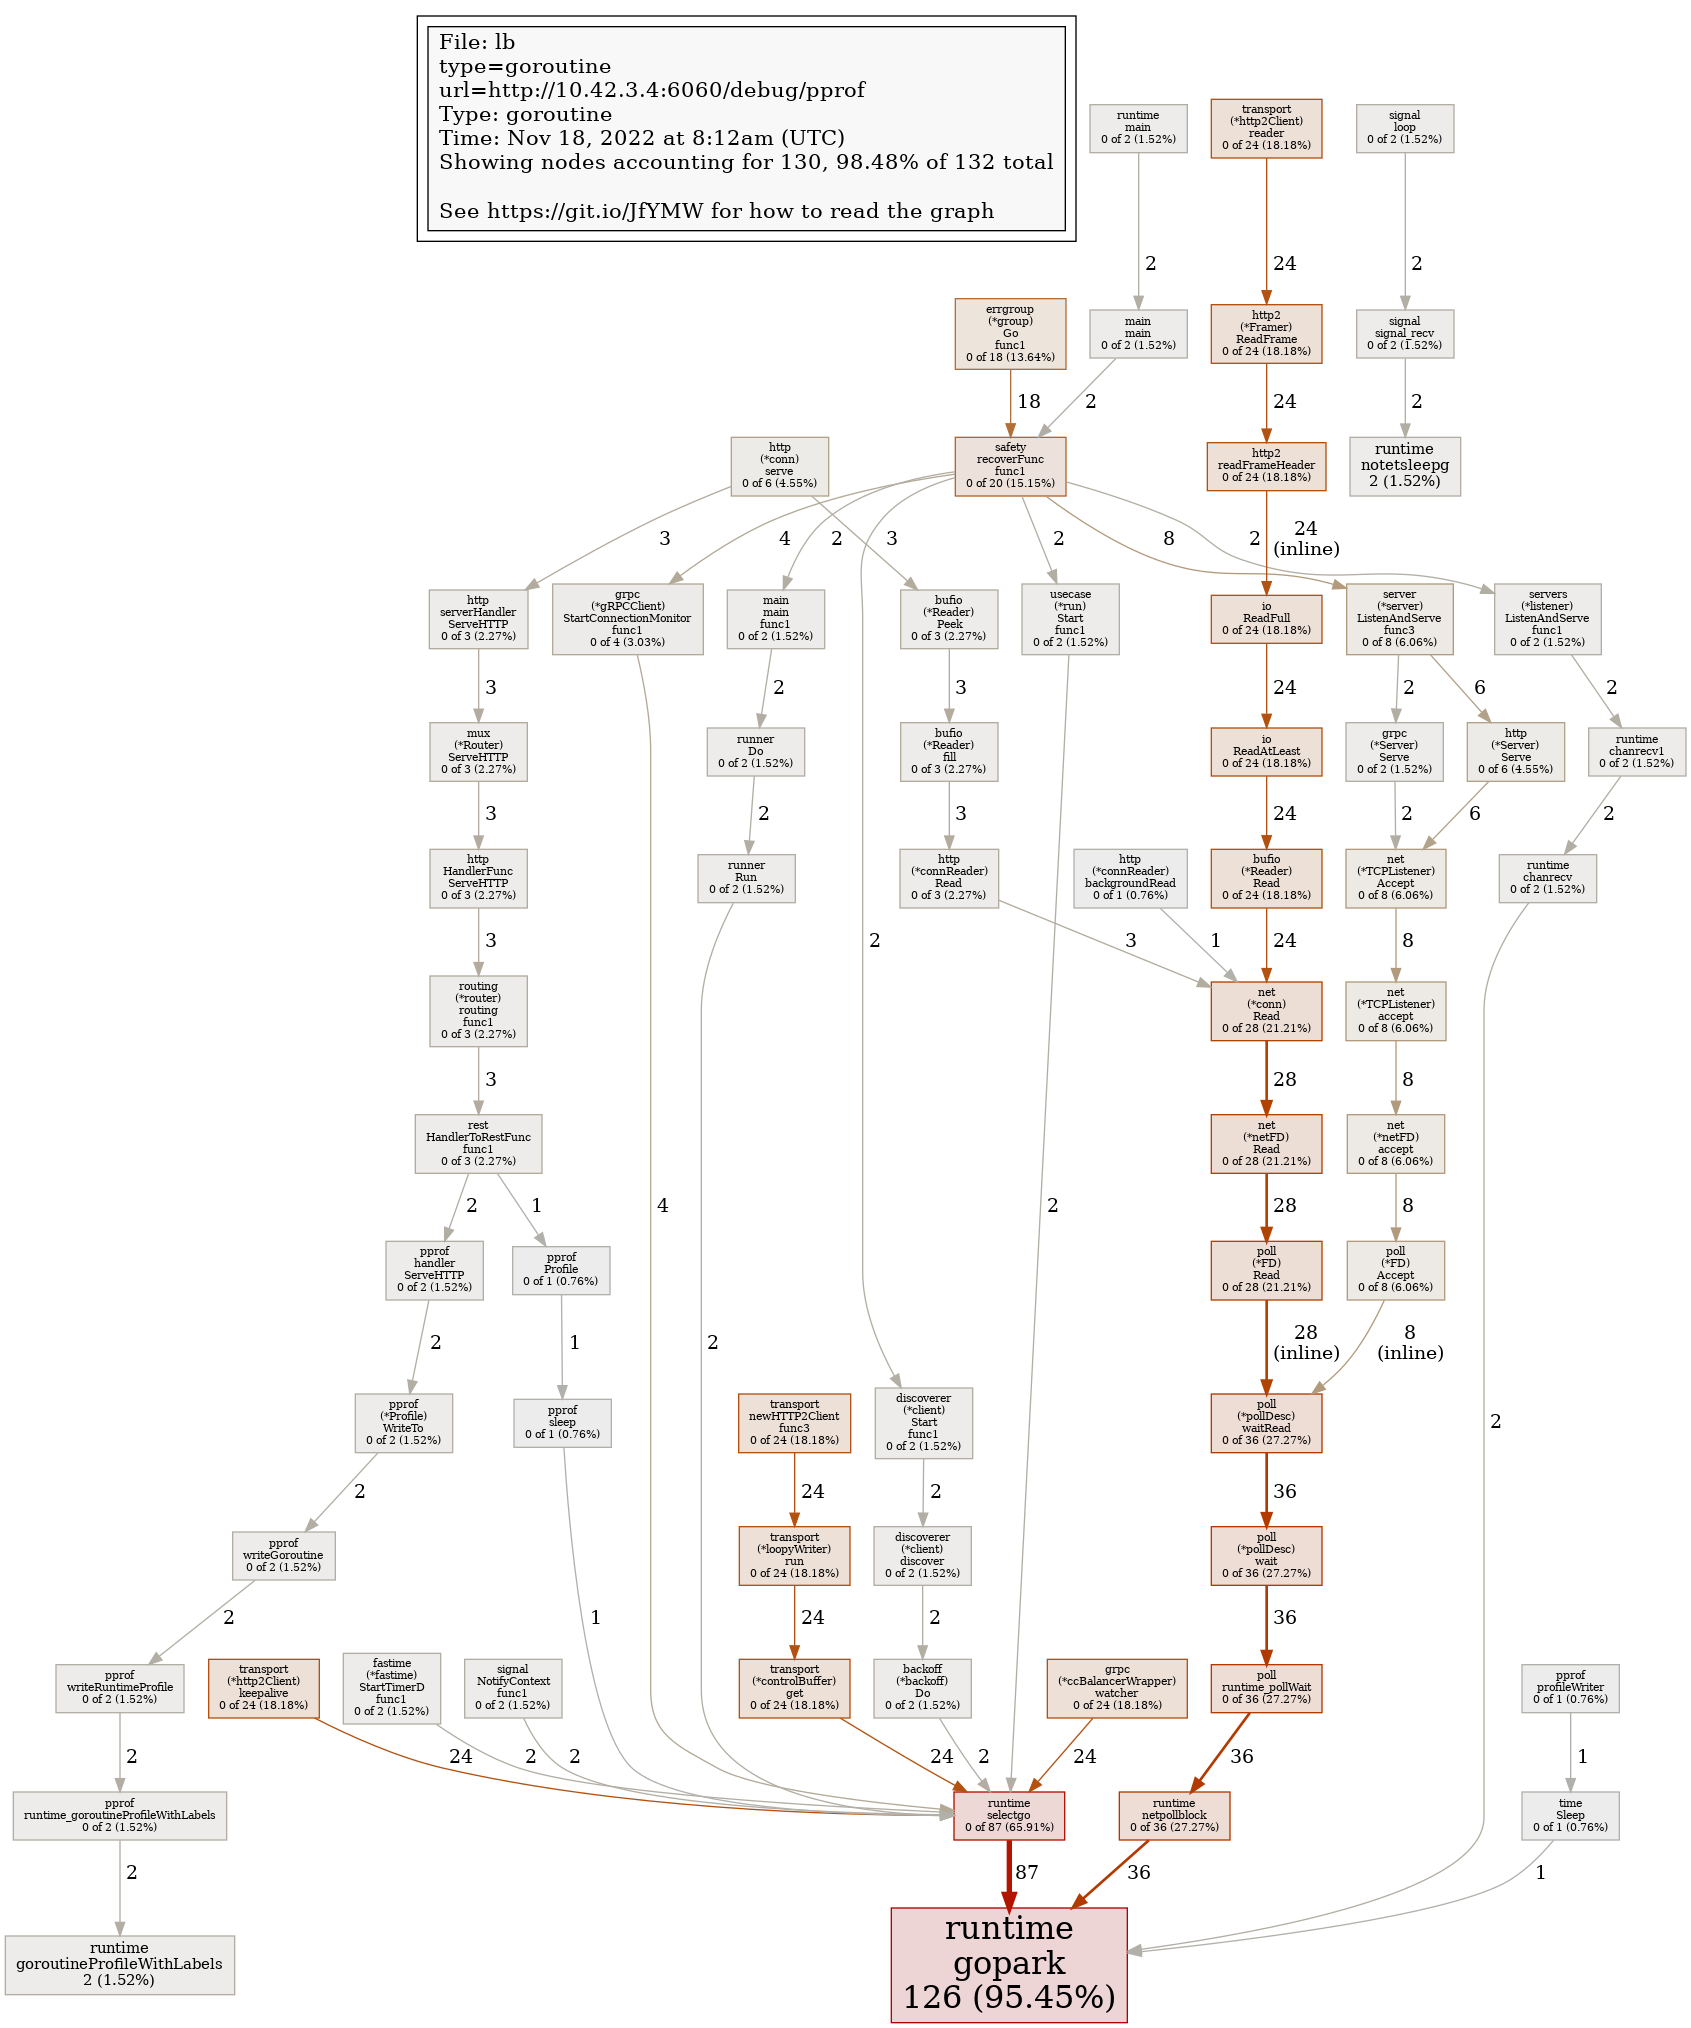 File: lb
type=goroutine
url=http://10.42.3.4:6060/debug/pprof
Type: goroutine
Time: Nov 18, 2022 at 8:12am (UTC)
Showing nodes accounting for 130, 98.48% of 132 total
See https://git.io/JfYMW for how to read the graph
runtime
main
0 of 2 (1.52%)
transport
(*http2Client)
reader
0 of 24 (18.18%)
signal
loop
0 of 2 (1.52%)
2
24
2
errgroup
(*group)
Go
func1
0 of 18 (13.64%)
main
main
0 of 2 (1.52%)
http2
(*Framer)
ReadFrame
0 of 24 (18.18%)
signal
signal_recv
0 of 2 (1.52%)
18
2
24
2
http
(*conn)
serve
0 of 6 (4.55%)
safety
recoverFunc
func1
0 of 20 (15.15%)
http2
readFrameHeader
0 of 24 (18.18%)
runtime
notetsleepg
2 (1.52%)
3
4
2
3
2
8
2
24
(inline)
http
serverHandler
ServeHTTP
0 of 3 (2.27%)
grpc
(*gRPCClient)
StartConnectionMonitor
func1
0 of 4 (3.03%)
main
main
func1
0 of 2 (1.52%)
bufio
(*Reader)
Peek
0 of 3 (2.27%)
usecase
(*run)
Start
func1
0 of 2 (1.52%)
io
ReadFull
0 of 24 (18.18%)
server
(*server)
ListenAndServe
func3
0 of 8 (6.06%)
servers
(*listener)
ListenAndServe
func1
0 of 2 (1.52%)
3
2
3
24
2
6
2
mux
(*Router)
ServeHTTP
0 of 3 (2.27%)
runner
Do
0 of 2 (1.52%)
bufio
(*Reader)
fill
0 of 3 (2.27%)
io
ReadAtLeast
0 of 24 (18.18%)
grpc
(*Server)
Serve
0 of 2 (1.52%)
http
(*Server)
Serve
0 of 6 (4.55%)
runtime
chanrecv1
0 of 2 (1.52%)
3
2
3
24
2
6
2
http
HandlerFunc
ServeHTTP
0 of 3 (2.27%)
runner
Run
0 of 2 (1.52%)
http
(*connReader)
Read
0 of 3 (2.27%)
http
(*connReader)
backgroundRead
0 of 1 (0.76%)
bufio
(*Reader)
Read
0 of 24 (18.18%)
net
(*TCPListener)
Accept
0 of 8 (6.06%)
runtime
chanrecv
0 of 2 (1.52%)
3
2
3
1
24
8
routing
(*router)
routing
func1
0 of 3 (2.27%)
net
(*conn)
Read
0 of 28 (21.21%)
net
(*TCPListener)
accept
0 of 8 (6.06%)
3
28
8
rest
HandlerToRestFunc
func1
0 of 3 (2.27%)
net
(*netFD)
Read
0 of 28 (21.21%)
net
(*netFD)
accept
0 of 8 (6.06%)
2
1
4
2
28
8
pprof
handler
ServeHTTP
0 of 2 (1.52%)
pprof
Profile
0 of 1 (0.76%)
poll
(*FD)
Read
0 of 28 (21.21%)
poll
(*FD)
Accept
0 of 8 (6.06%)
2
1
2
28
(inline)
8
(inline)
pprof
(*Profile)
WriteTo
0 of 2 (1.52%)
pprof
sleep
0 of 1 (0.76%)
transport
newHTTP2Client
func3
0 of 24 (18.18%)
discoverer
(*client)
Start
func1
0 of 2 (1.52%)
poll
(*pollDesc)
waitRead
0 of 36 (27.27%)
2
2
24
2
36
pprof
writeGoroutine
0 of 2 (1.52%)
transport
(*loopyWriter)
run
0 of 24 (18.18%)
discoverer
(*client)
discover
0 of 2 (1.52%)
poll
(*pollDesc)
wait
0 of 36 (27.27%)
2
1
24
2
36
pprof
writeRuntimeProfile
0 of 2 (1.52%)
transport
(*http2Client)
keepalive
0 of 24 (18.18%)
fastime
(*fastime)
StartTimerD
func1
0 of 2 (1.52%)
signal
NotifyContext
func1
0 of 2 (1.52%)
transport
(*controlBuffer)
get
0 of 24 (18.18%)
backoff
(*backoff)
Do
0 of 2 (1.52%)
grpc
(*ccBalancerWrapper)
watcher
0 of 24 (18.18%)
poll
runtime_pollWait
0 of 36 (27.27%)
pprof
profileWriter
0 of 1 (0.76%)
2
24
2
2
24
2
24
36
1
pprof
runtime_goroutineProfileWithLabels
0 of 2 (1.52%)
runtime
selectgo
0 of 87 (65.91%)
runtime
netpollblock
0 of 36 (27.27%)
time
Sleep
0 of 1 (0.76%)
2
87
36
1
runtime
goroutineProfileWithLabels
2 (1.52%)
runtime
gopark
126 (95.45%)